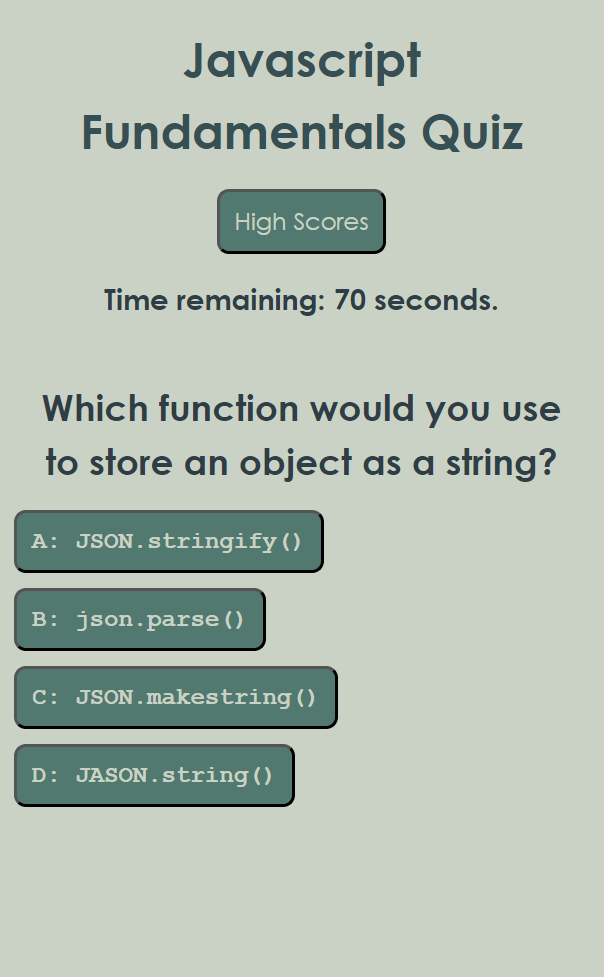 Javascript
Fundamentals Quiz
High Scores
Time remaining: 70 seconds.
Which function would you use
to store an object as a string?
A: JSON.stringify()
B: json.parse()
C: JSON.makestring()
D: JASON.string()